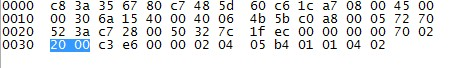 0000 c8 3a 35 67 80 c7 48 5d 60 c6 1c a7 08 00 45 00
0010 00 30 6a 15 40 00 40 06 4b 5b c0 a8 00 05 72 70
0020 52 3a c7 28 00 50 32 7c 1f ec 00 00 00 00 70 02
0030 20 00 c3 e6 00 00 02 04 05 b4 01 01 04 02